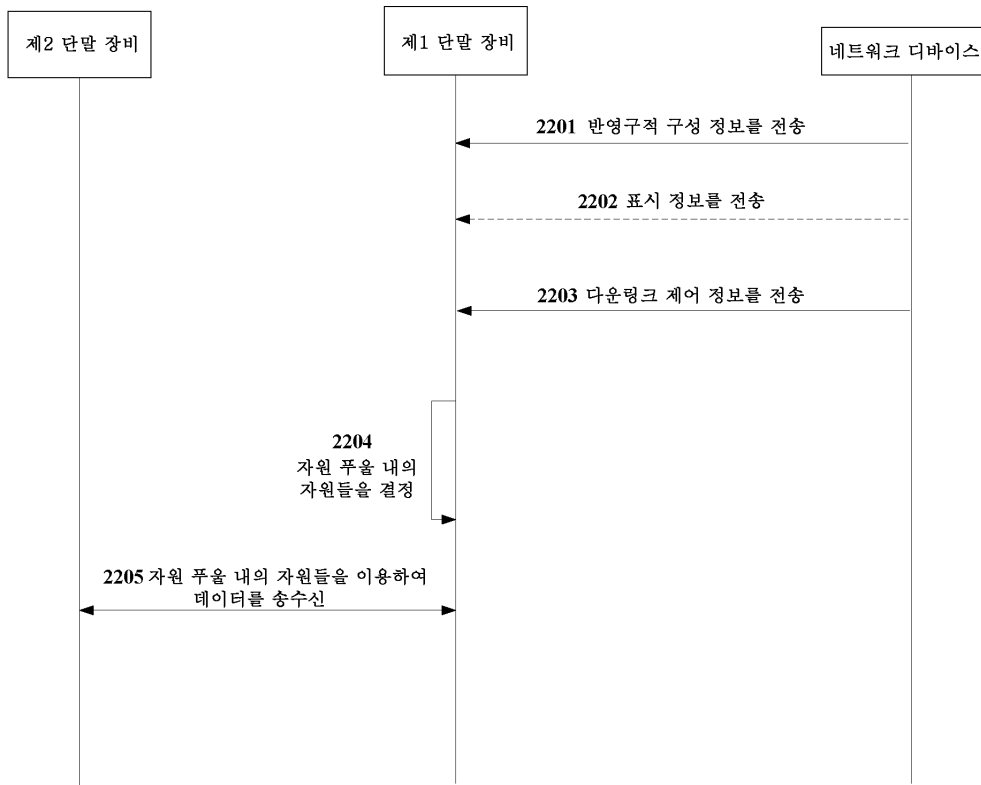 제2 단말 장비
제1 단말 장비
네트워크 디바이스
2201 반영구적 구성 정보를 전송
2202 표시 정보를 전송
2203 다운링크 제어 정보를 전송
2204
자원 푸울 내의
자원들을 결정
2205 자원 푸울 내의 자원들을 이용하여
데이터를 송수신